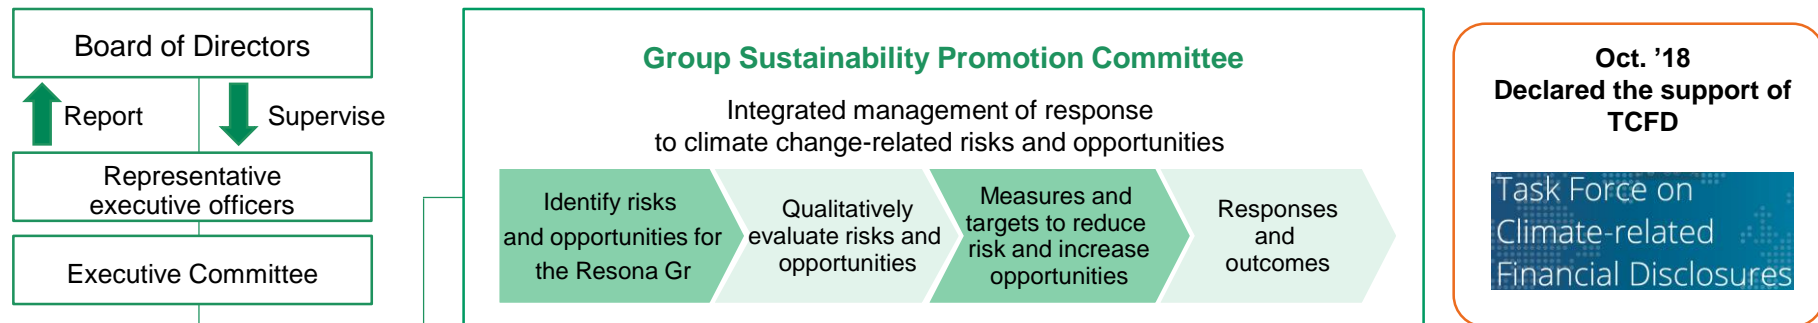 Board of Directors
Report
Supervise
Representative
executive officers
Executive Committee
Group Sustainability Promotion Committee
Integrated management of response
to climate change-related risks and opportunities
Identify risks
and opportunities for
the Resona Gr
Qualitatively
evaluate risks and
opportunities
Measures and
targets to reduce
risk and increase
opportunities
Responses
and
outcomes
Oct. ’18
Declared the support of
TCFD
Task Force on
Climate-related
Financial Disclosures